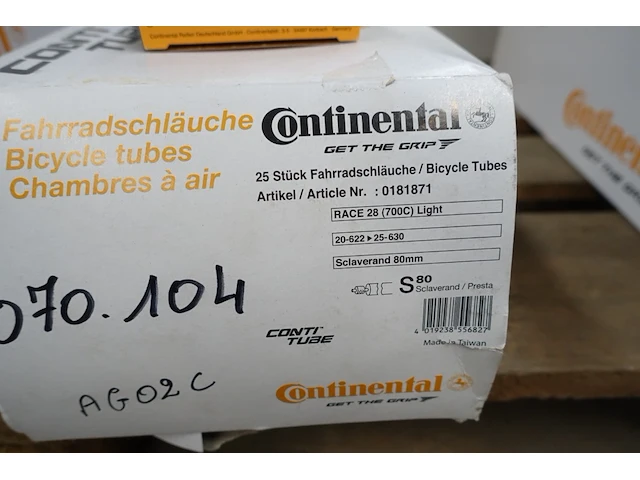 CONTI
TUBE
Fahrradschläuche
Bicycle tubes
Chambres à air
Continental
GET THE GRIP
25 Stück Fahrradschläuche / Bicycle Tubes
Artikel / Article Nr. : 0181871
RACE 28 (700C) Light
20-622 ▸ 25-630
Sclaverand 80mm
S 80
Sclaverand / Presta
4 019238 556827
Made in Taiwan
070.104
CONTI
TUBE
AG02C
Continental
GET THE GRIP